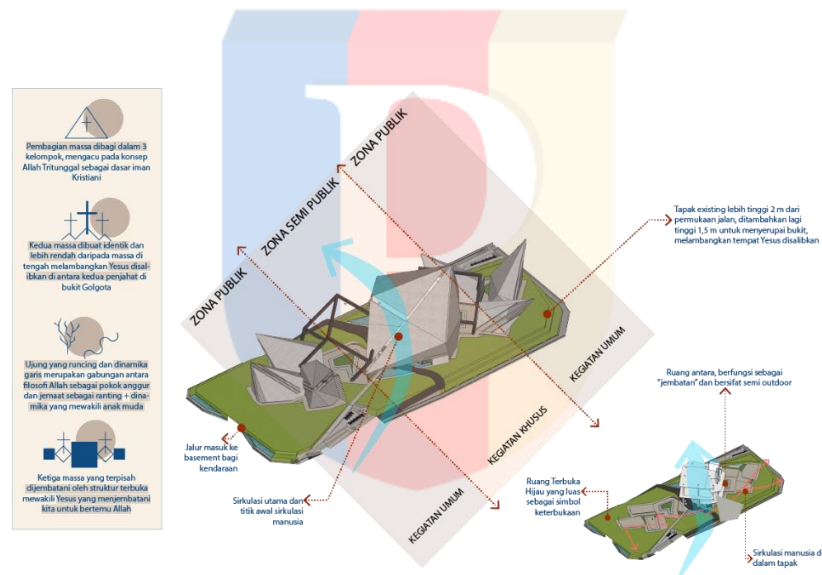 Pembagian massa dibagi dalam 3
kelompok, mengacu pada konsep
Allah Tritunggal sebagai dasar iman
Kristiani
Kedua massa dibuat identik dan
lebih rendah daripada massa di
tengah melambangkan Yesus disal-
ibkan di antara kedua penjahat di
bukit Golgota
Ujung yang runcing dan dinamika
garis merupakan gabungan antara
filosofi Allah sebagai pokok anggur
dan jemaat sebagai ranting + dina-
mika yang mewakili anak muda
Ketiga massa yang terpisah
dijembatani oleh struktur terbuka
mewakili Yesus yang menjembatani
kita untuk bertemu Allah
ZONA PUBLIK
ZONA SEMI PUBLIK
ZONA PUBLIK
Tapak existing lebih tinggi 2 m dari
permukaan jalan, ditambahkan lagi
tinggi 1,5 m untuk menyerupai bukit,
melambangkan tempat Yesus disalibkan
KEGIATAN UMUM
KEGIATAN KHUSUS
KEGIATAN UMUM
Jalur masuk ke
basement bagi
kendaraan
Sirkulasi utama dan
titik awal sirkulasi
manusia
Ruang antara, berfungsi sebagai
"jembatan" dan bersifat semi outdoor
Ruang Terbuka
Hijau yang luas
sebagai simbol
keterbukaan
Sirkulasi manusia d
dalam tapak